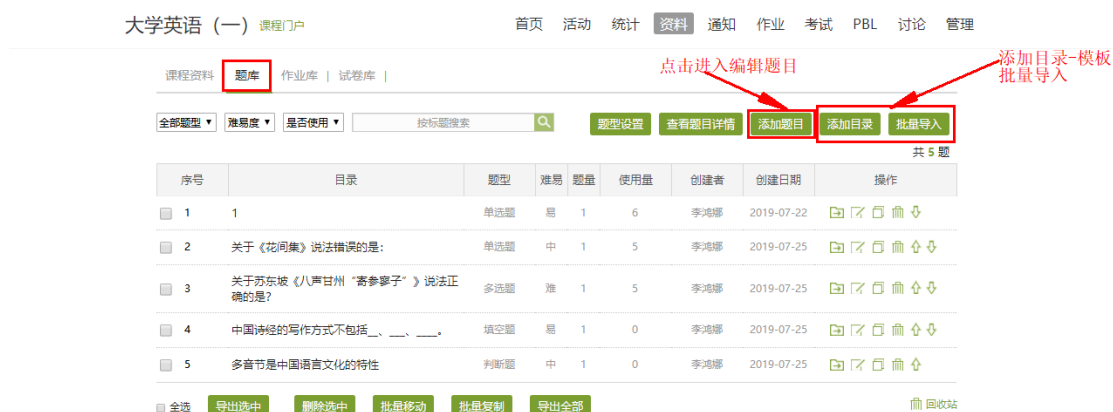 大学英语（一） 课程门户 首页 活动 统计 资料 通知 作业 考试 PBL 讨论 管理
课程资料 题库 作业库 | 试卷库 |
点击进入编辑题目
添加目录-模板
批量导入
全部题型 难易度 是否使用 按标题搜索 题型设置 查看题目详情 添加题目 添加目录 批量导入
共 5 题
序号 目录 题型 难易 题量 使用量 创建者 创建日期 操作
1 1 单选题 易 1 6 李鸿娜 2019-07-22
2 关于《花间集》说法错误的是： 单选题 中 1 5 李鸿娜 2019-07-25
3 关于苏东坡《八声甘州“寄参寥子”》说法正
确的是? 多选题 难 1 5 李鸿娜 2019-07-25
4 中国诗经的写作方式不包括__、___、____。 填空题 易 1 0 李鸿娜 2019-07-25
5 多音节是中国语言文化的特性 判断题 中 1 0 李鸿娜 2019-07-25
全选 导出选中 删除选中 批量移动 批量复制 导出全部 回收站